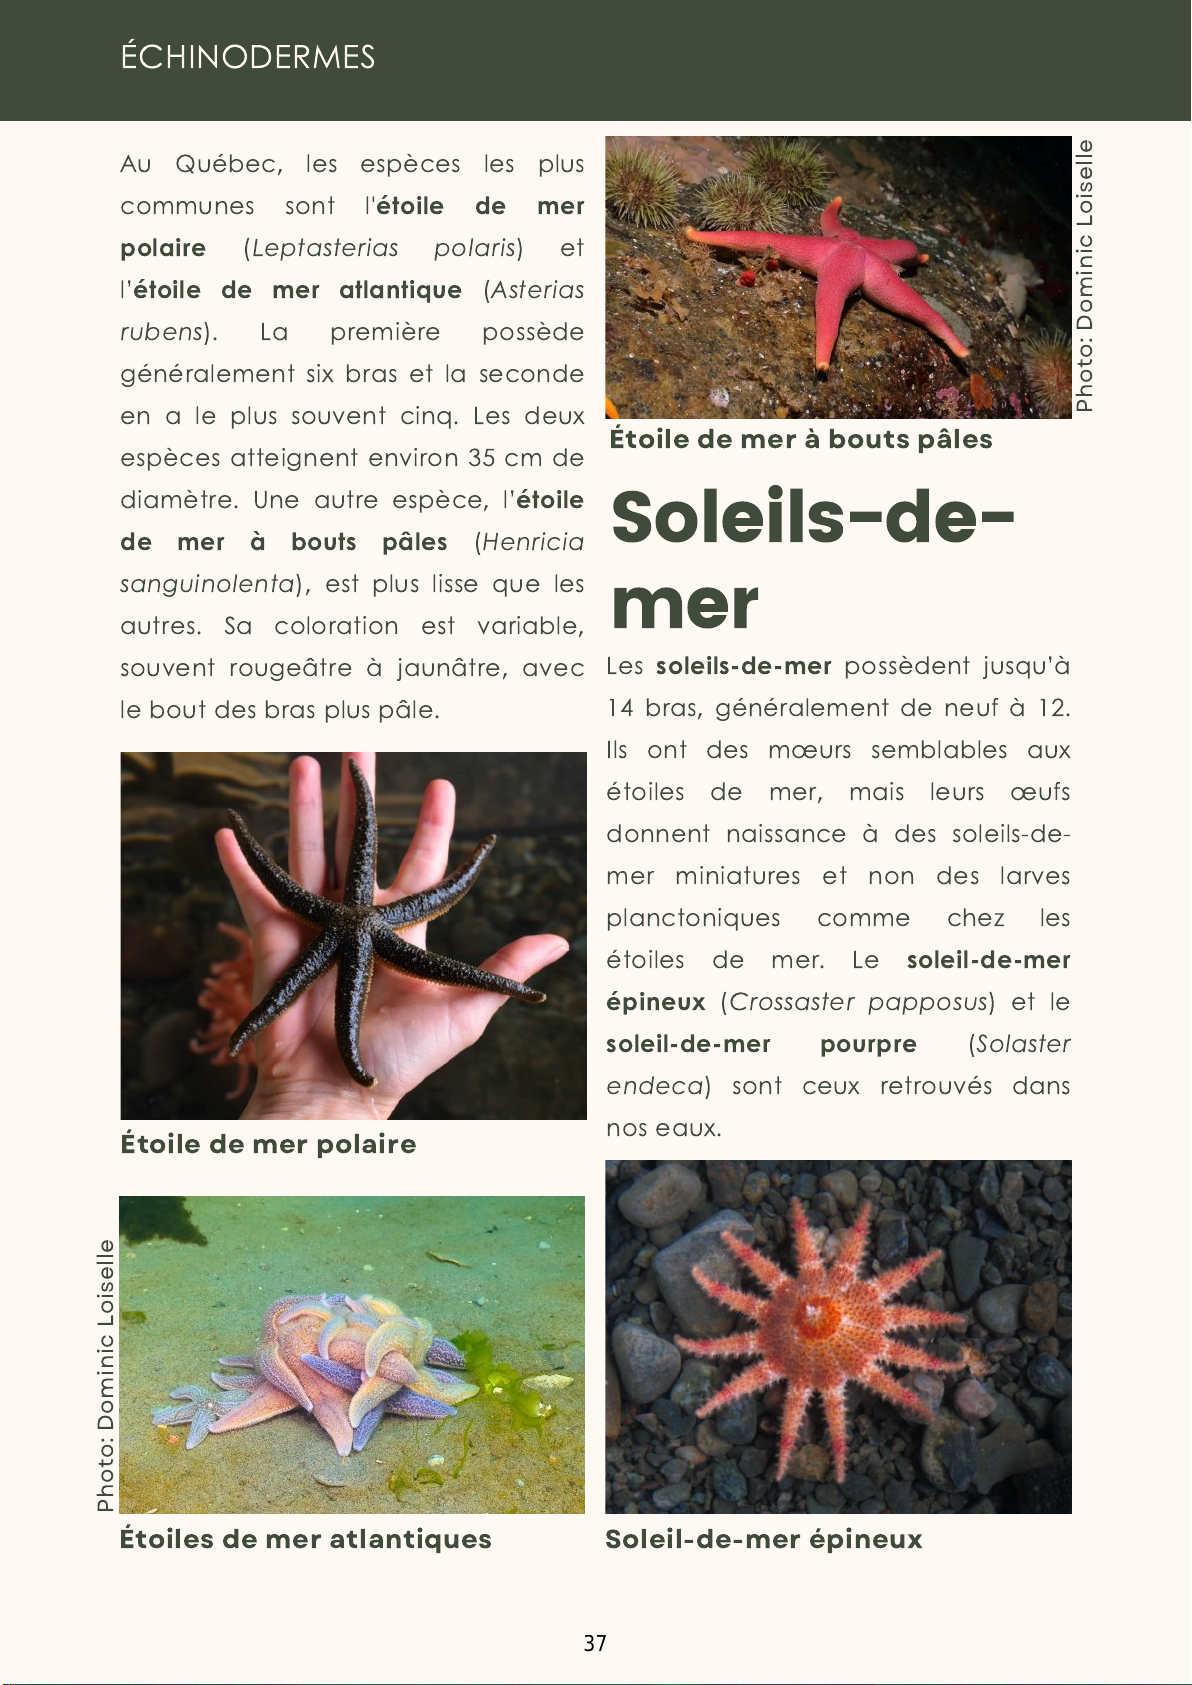 ÉCHINODERMES
Au Québec, les espèces les plus
communes sont l'étoile de mer
polaire (Leptasterias polaris) et
l’étoile de mer atlantique (Asterias
rubens). La première possède
généralement six bras et la seconde
en a le plus souvent cinq. Les deux
espèces atteignent environ 35 cm de
diamètre. Une autre espèce, l’étoile
de mer à bouts pâles (Henricia
sanguinolenta), est plus lisse que les
autres. Sa coloration est variable,
souvent rougeâtre à jaunâtre, avec
le bout des bras plus pâle.
Étoile de mer polaire
Photo: Dominic Loiselle
Étoiles de mer atlantiques
Photo: Dominic Loiselle
Étoile de mer à bouts pâles
Soleils-de-
mer
Les soleils-de-mer possèdent jusqu’à
14 bras, généralement de neuf à 12.
Ils ont des mœurs semblables aux
étoiles de mer, mais leurs œufs
donnent naissance à des soleils-de-
mer miniatures et non des larves
planctoniques comme chez les
étoiles de mer. Le soleil-de-mer
épineux (Crossaster papposus) et le
soleil-de-mer pourpre (Solaster
endeca) sont ceux retrouvés dans
nos eaux.
Soleil-de-mer épineux
37